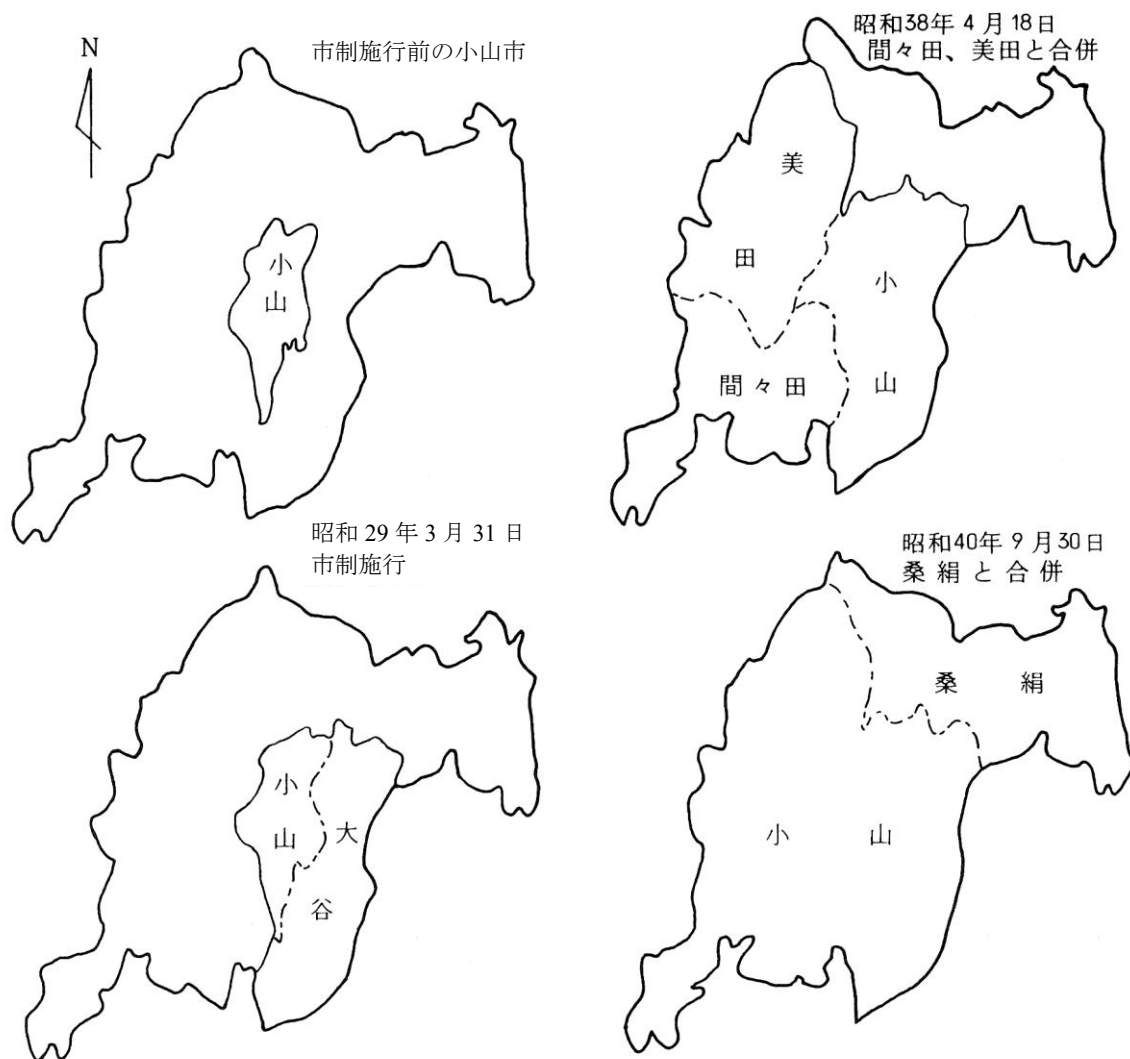 N
市制施行前の小山市
小
山
昭和38年4月18日
間々田、美田と合併
美
田
小
山
間々田
昭和 29 年 3 月 31 日
市制施行
小
山
大
谷
昭和40年9月30日
桑絹と合併
桑絹
小山